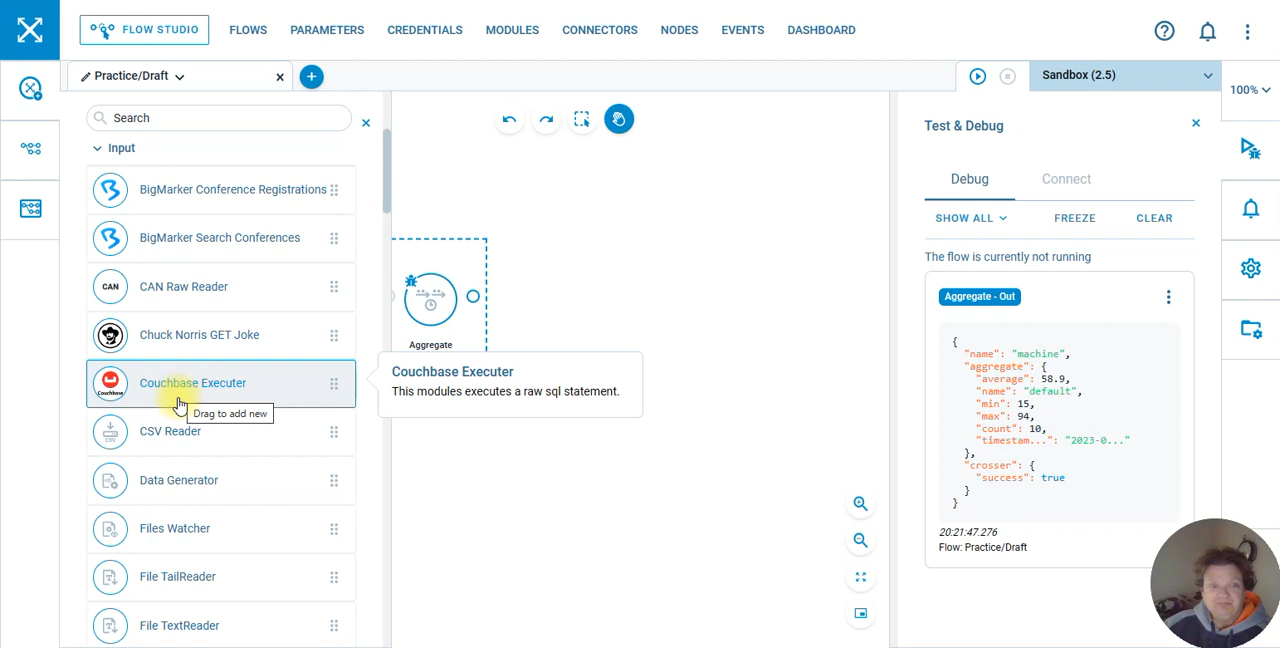 FLOW STUDIO
FLOWS
PARAMETERS
CREDENTIALS
MODULES
CONNECTORS
NODES
EVENTS
DASHBOARD
Practice/Draft
Sandbox (2.5)
100%
Search
Input
BigMarker Conference Registrations
BigMarker Search Conferences
CAN
CAN Raw Reader
Chuck Norris GET Joke
Couchbase
Couchbase Executer
Drag to add new
CSV
CSV Reader
Data Generator
Files Watcher
File TailReader
File TextReader
Aggregate
Couchbase Executer
This modules executes a raw sql statement.
Test & Debug
Debug
Connect
SHOW ALL
FREEZE
CLEAR
The flow is currently not running
Aggregate - Out
{
"name": "machine",
"aggregate": {
"average": 58.9,
"name": "default",
"min": 15,
"max": 94,
"count": 10,
"timestam...": "2023-0..."
},
"crosser": {
"success": true
}
}
20:21:47.276
Flow: Practice/Draft